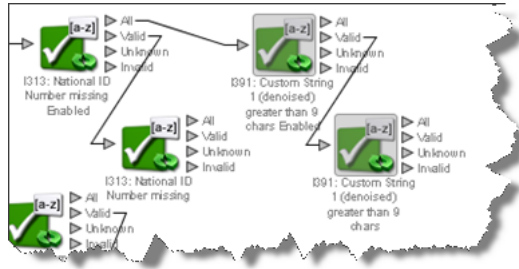 [a-z]
All
Valid
Unknown
Invalid
I313: National ID
Number missing
Enabled
[a-z]
All
Valid
Unknown
Invalid
I391: Custom String
1 (denoised)
greater than 9
chars Enabled
[a-z]
All
Valid
Unknown
Invalid
I313: National ID
Number missing
[a-z]
All
Valid
Unknown
Invalid
I391: Custom String
1 (denoised)
greater than 9
chars
[a-z]
All
Valid
Unknown
Invalid